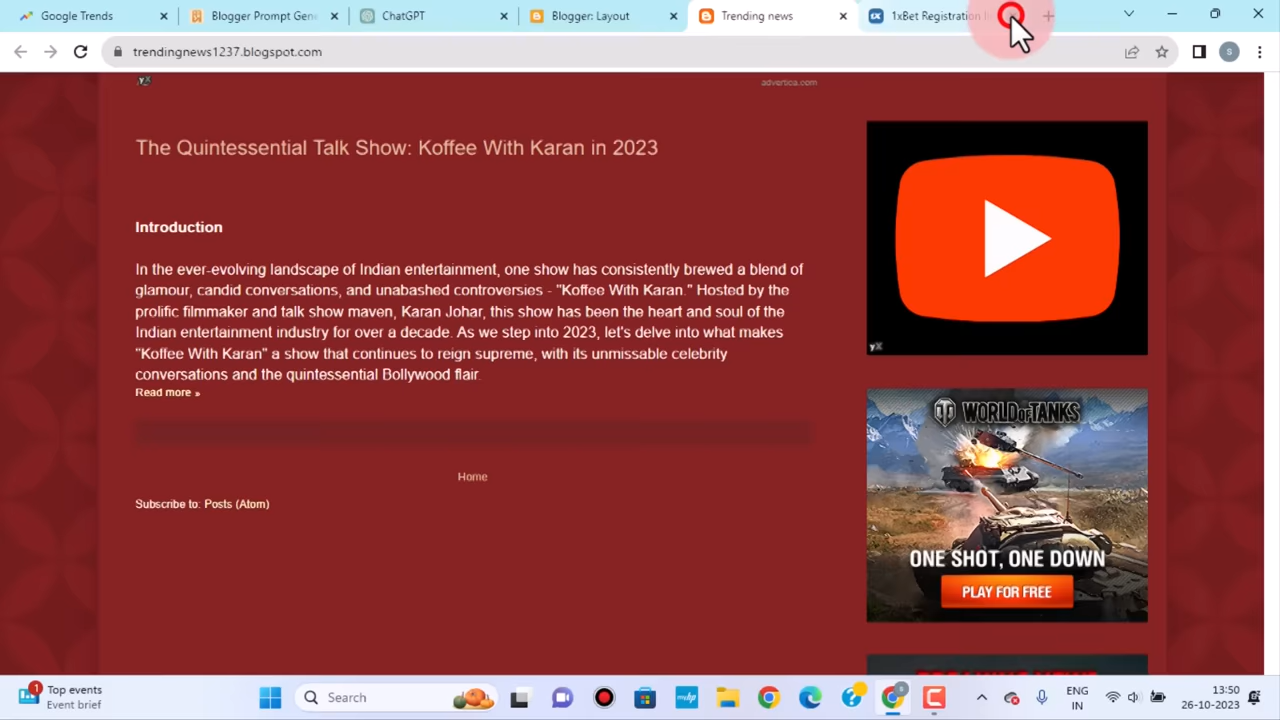 Google Trends
Blogger Prompt Gene
ChatGPT
Blogger: Layout
Trending news
1xBet Registration
trendingnews1237.blogspot.com
S
yX
advertica.com
The Quintessential Talk Show: Koffee With Karan in 2023
Introduction
In the ever-evolving landscape of Indian entertainment, one show has consistently brewed a blend of
glamour, candid conversations, and unabashed controversies - "Koffee With Karan." Hosted by the
prolific filmmaker and talk show maven, Karan Johar, this show has been the heart and soul of the
Indian entertainment industry for over a decade. As we step into 2023, let's delve into what makes
"Koffee With Karan" a show that continues to reign supreme, with its unmissable celebrity
conversations and the quintessential Bollywood flair.
Read more »
Home
Subscribe to: Posts (Atom)
yX
WORLD OF TANKS
ONE SHOT, ONE DOWN
PLAY FOR FREE
1
Top events
Event brief
Search
myhp
S
ENG
IN
13:50
26-10-2023